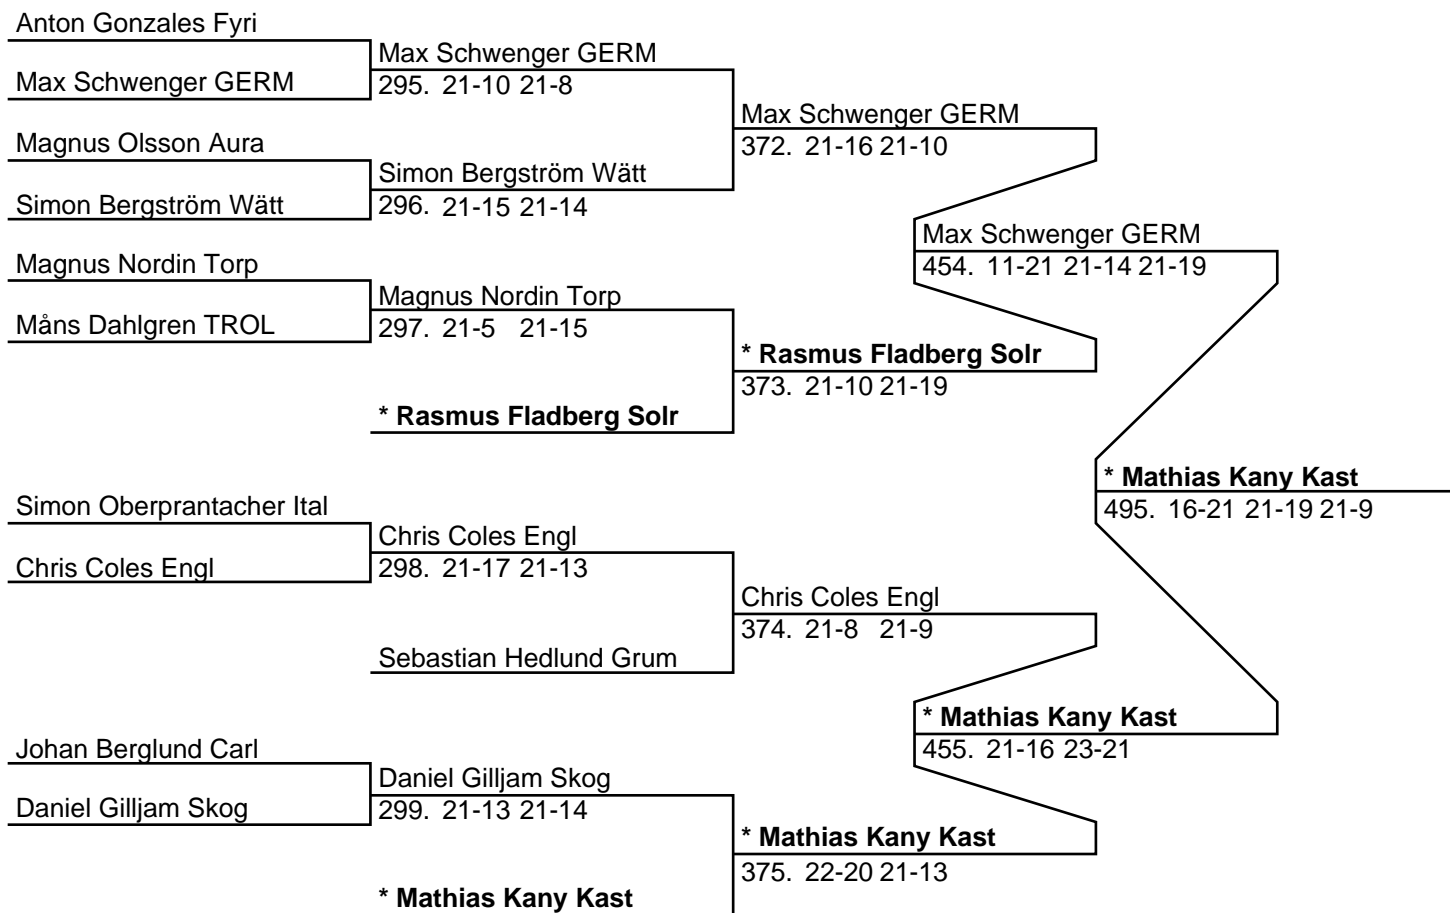 Anton Gonzales Fyri
Max Schwenger GERM
Max Schwenger GERM
295. 21-10 21-8
Max Schwenger GERM
372. 21-16 21-10
Magnus Olsson Aura
Simon Bergström Wätt
Simon Bergström Wätt
296. 21-15 21-14
Max Schwenger GERM
454. 11-21 21-14 21-19
Magnus Nordin Torp
Magnus Nordin Torp
Måns Dahlgren TROL
297. 21-5 21-15
* Rasmus Fladberg Solr
373. 21-10 21-19
* Rasmus Fladberg Solr
* Mathias Kany Kast
495. 16-21 21-19 21-9
Simon Oberprantacher Ital
Chris Coles Engl
Chris Coles Engl
298. 21-17 21-13
Chris Coles Engl
374. 21-8 21-9
Sebastian Hedlund Grum
* Mathias Kany Kast
455. 21-16 23-21
Johan Berglund Carl
Daniel Gilljam Skog
Daniel Gilljam Skog
299. 21-13 21-14
* Mathias Kany Kast
375. 22-20 21-13
* Mathias Kany Kast